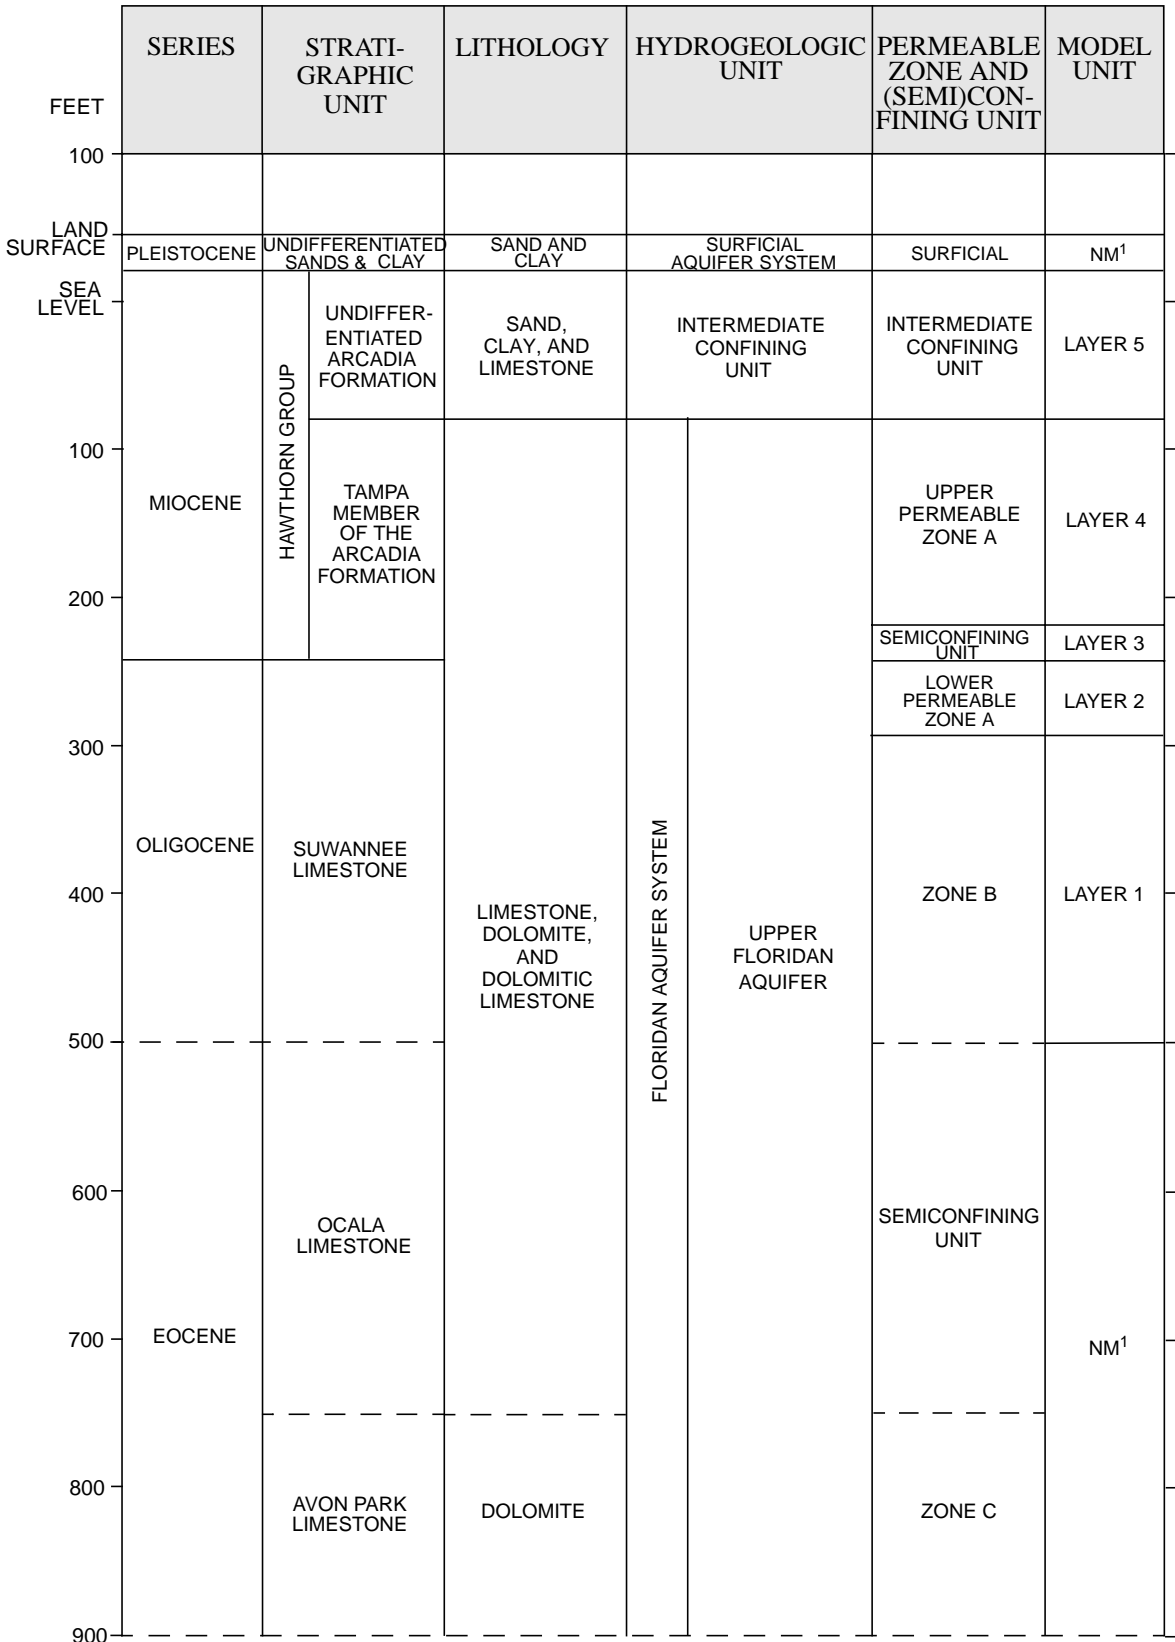 SERIES
STRATI-
GRAPHIC
UNIT
LITHOLOGY
HYDROGEOLOGIC
UNIT
PERMEABLE
ZONE AND
(SEMI)CON-
FINING UNIT
MODEL
UNIT
FEET
100
LAND
SURFACE
PLEISTOCENE
UNDIFFERENTIATED
SANDS & CLAY
SAND AND
CLAY
SURFICIAL
AQUIFER SYSTEM
SURFICIAL
NM1
SEA
LEVEL
MIOCENE
HAWTHORN GROUP
UNDIFFER-
ENTIATED
ARCADIA
FORMATION
SAND,
CLAY, AND
LIMESTONE
INTERMEDIATE
CONFINING
UNIT
INTERMEDIATE
CONFINING
UNIT
LAYER 5
100
TAMPA
MEMBER
OF THE
ARCADIA
FORMATION
UPPER
PERMEABLE
ZONE A
LAYER 4
200
SEMICONFINING
UNIT
LAYER 3
LOWER
PERMEABLE
ZONE A
LAYER 2
300
OLIGOCENE
SUWANNEE
LIMESTONE
400
LIMESTONE,
DOLOMITE,
AND
DOLOMITIC
LIMESTONE
FLORIDAN AQUIFER SYSTEM
UPPER
FLORIDAN
AQUIFER
ZONE B
LAYER 1
500
600
OCALA
LIMESTONE
SEMICONFINING
UNIT
700
EOCENE
NM1
800
AVON PARK
LIMESTONE
DOLOMITE
ZONE C
900